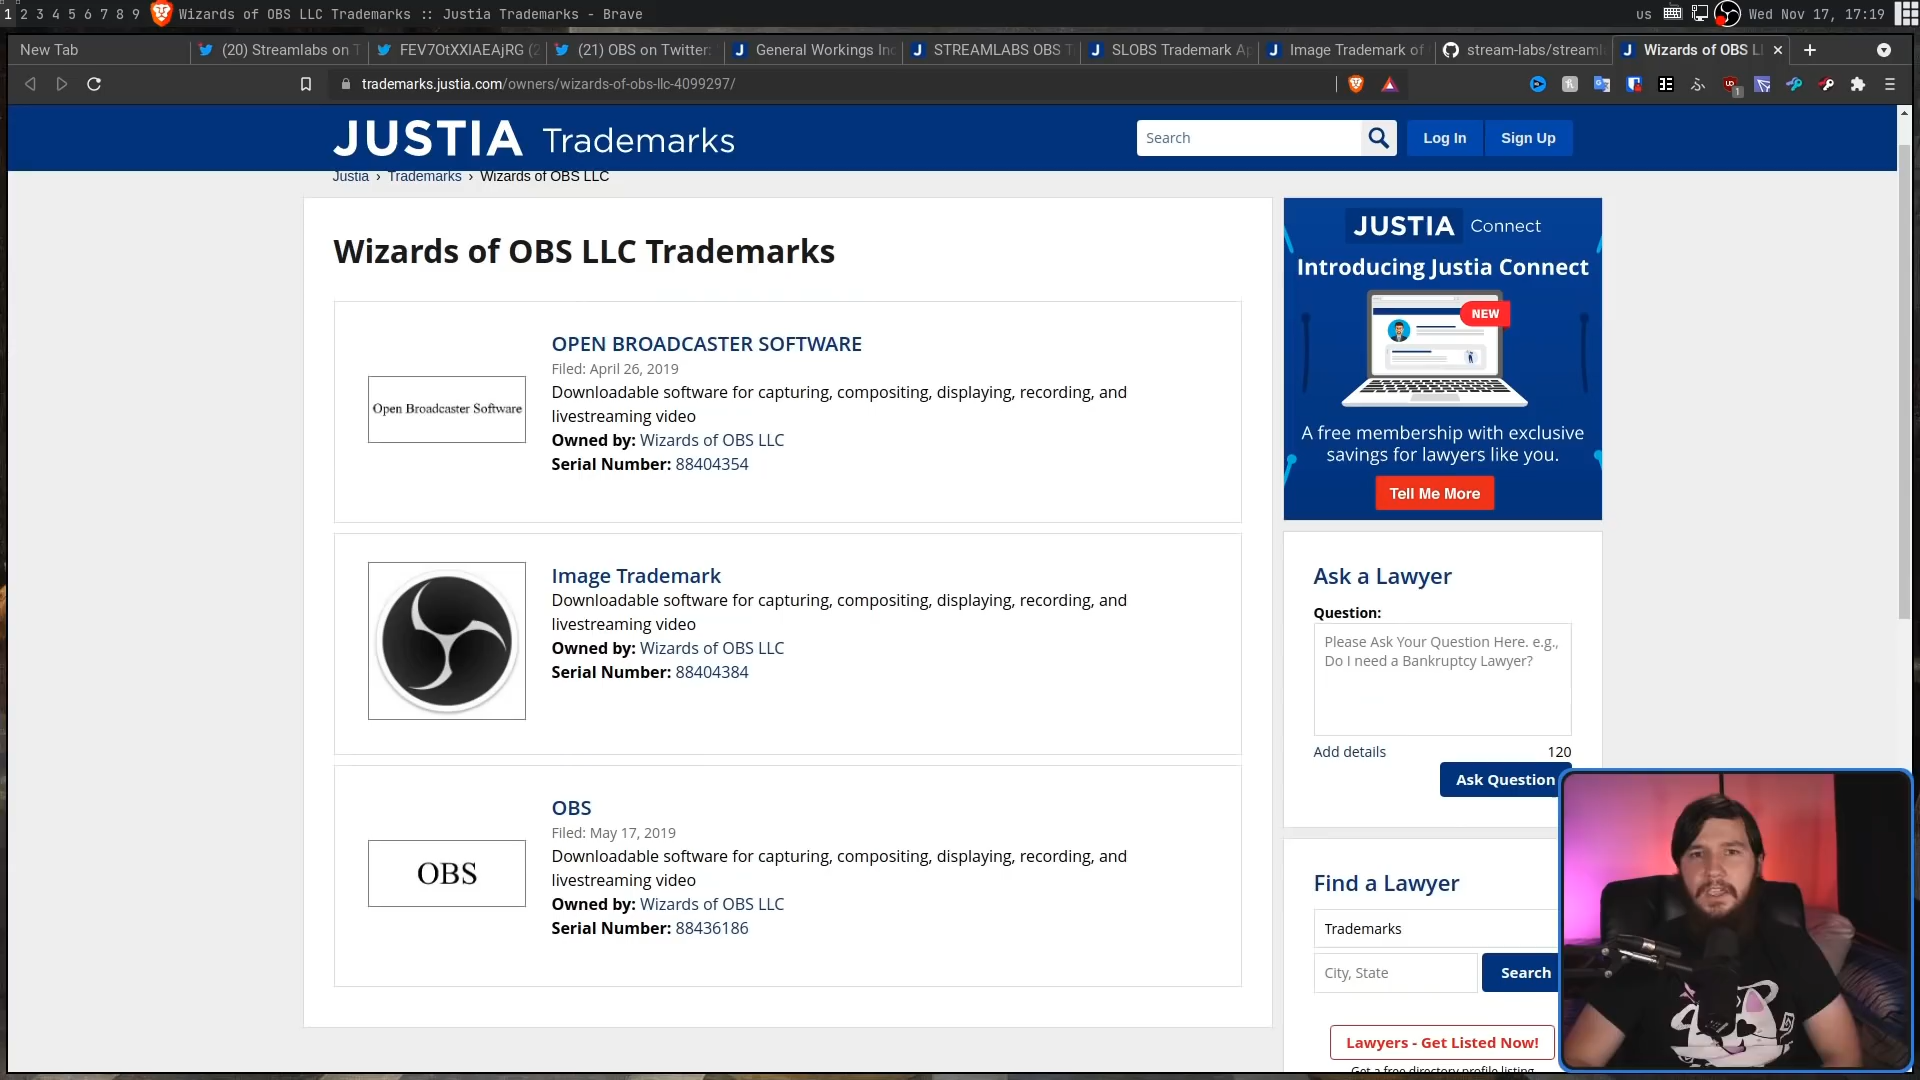 1 2 3 4 5 6 7 8 9 Wizards of OBS LLC Trademarks :: Justia Trademarks - Brave
us Wed Nov 17, 17:19
New Tab
(20) Streamlabs on T
FEV7OtXXIAEAjRG (2
(21) OBS on Twitter:
General Workings Inc
STREAMLABS OBS T
SLOBS Trademark Ap
Image Trademark of
stream-labs/streaml
Wizards of OBS LL
trademarks.justia.com/owners/wizards-of-obs-llc-4099297/
JUSTIA Trademarks
Search
Log In
Sign Up
Justia › Trademarks › Wizards of OBS LLC
Wizards of OBS LLC Trademarks
Open Broadcaster Software
OPEN BROADCASTER SOFTWARE
Filed: April 26, 2019
Downloadable software for capturing, compositing, displaying, recording, and
livestreaming video
Owned by: Wizards of OBS LLC
Serial Number: 88404354
Image Trademark
Downloadable software for capturing, compositing, displaying, recording, and
livestreaming video
Owned by: Wizards of OBS LLC
Serial Number: 88404384
OBS
OBS
Filed: May 17, 2019
Downloadable software for capturing, compositing, displaying, recording, and
livestreaming video
Owned by: Wizards of OBS LLC
Serial Number: 88436186
JUSTIA Connect
Introducing Justia Connect
NEW
A free membership with exclusive
savings for lawyers like you.
Tell Me More
Ask a Lawyer
Question:
Please Ask Your Question Here. e.g.,
Do I need a Bankruptcy Lawyer?
Add details 120
Ask Question
Find a Lawyer
Trademarks
City, State
Search
Lawyers - Get Listed Now!
Get a free directory profile listing